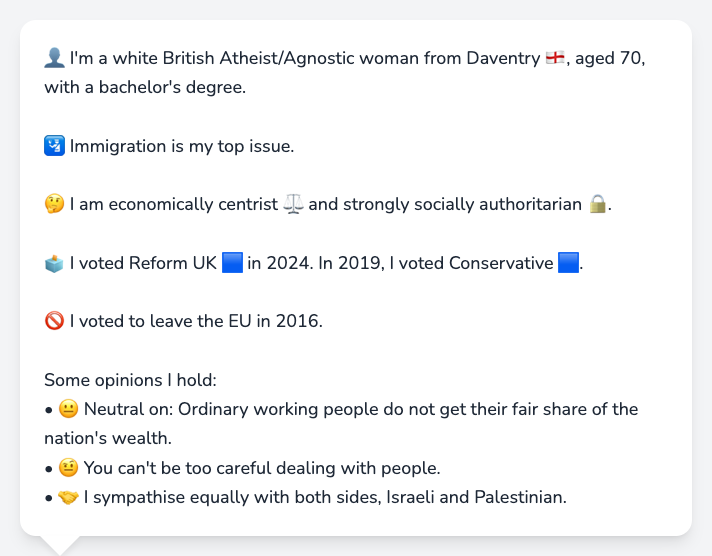 👤 I'm a white British Atheist/Agnostic woman from Daventry 🏴󠁧󠁢󠁥󠁮󠁧󠁿, aged 70,
with a bachelor's degree.
🛂 Immigration is my top issue.
🤔 I am economically centrist ⚖️ and strongly socially authoritarian 🔒.
🗳️ I voted Reform UK 🟦 in 2024. In 2019, I voted Conservative 🟦.
🚫 I voted to leave the EU in 2016.
Some opinions I hold:
• 😐 Neutral on: Ordinary working people do not get their fair share of the
nation's wealth.
• 🤨 You can't be too careful dealing with people.
• 🤝 I sympathise equally with both sides, Israeli and Palestinian.